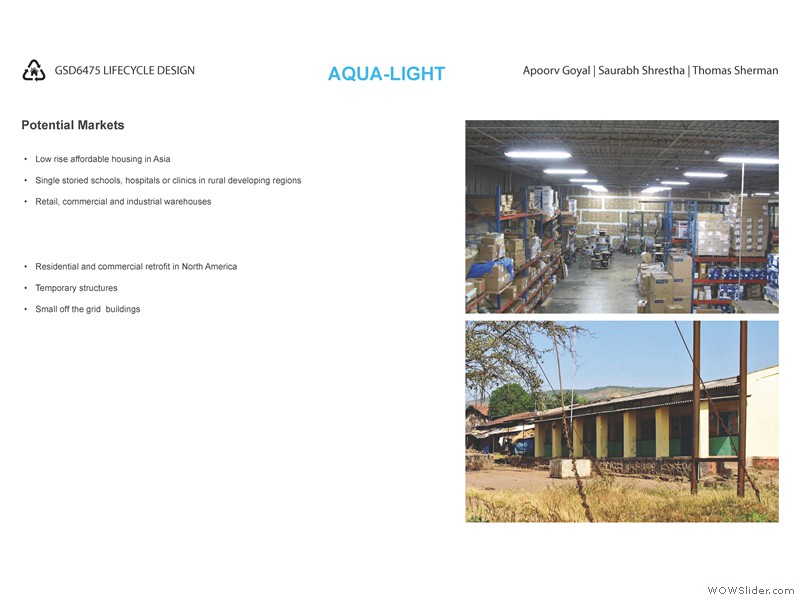 GSD6475 LIFECYCLE DESIGN
AQUA-LIGHT
Apoorv Goyal | Saurabh Shrestha | Thomas Sherman
Potential Markets
• Low rise affordable housing in Asia
• Single storied schools, hospitals or clinics in rural developing regions
• Retail, commercial and industrial warehouses
• Residential and commercial retrofit in North America
• Temporary structures
• Small off the grid  buildings
WOWSlider.com